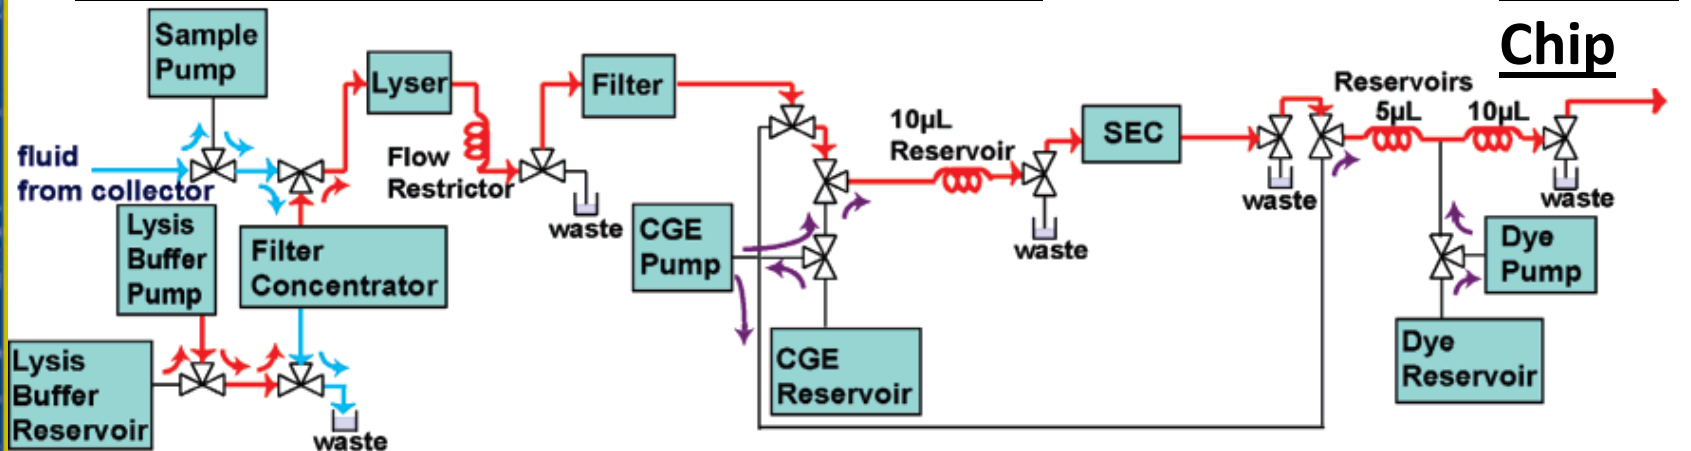 Chip
Sample
Pump
fluid
from collector
Lysis
Buffer
Pump
Lysis
Buffer
Reservoir
Filter
Concentrator
waste
Lyser
Flow
Restrictor
waste
Filter
CGE
Pump
CGE
Reservoir
10µL
Reservoir
waste
SEC
waste
Reservoirs
5µL 10µL
waste
Dye
Pump
Dye
Reservoir